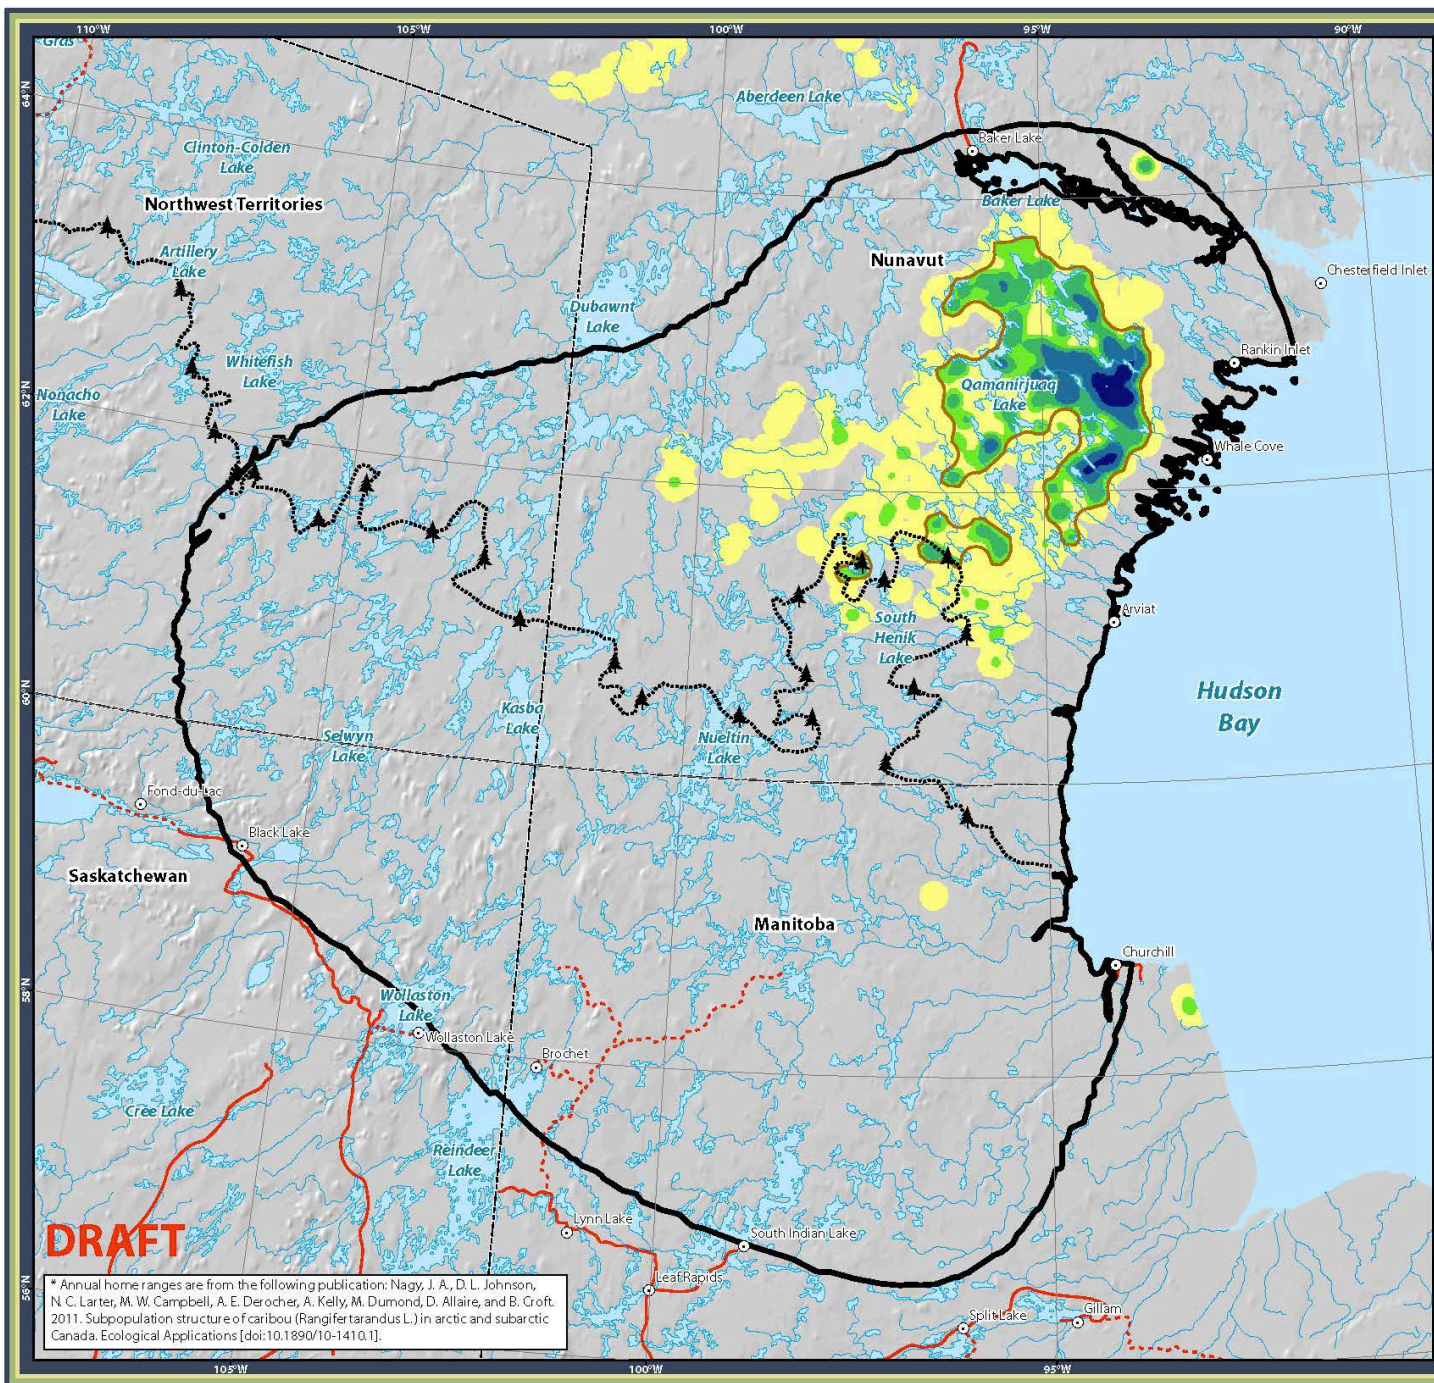 110°W
105°W
100°W
95°W
90°W
Gras
64°N
Aberdeen Lake
Clinton-Colden
Lake
Baker Lake
Baker Lake
Northwest Territories
Artillery
Lake
Nunavut
Chesterfield Inlet
Dubawnt
Lake
Whitefish
Lake
Rankin Inlet
62°N
Nonacho
Lake
Qamanirjuaq
Lake
Whale Cove
Arviat
South
Henik
Lake
60°N
Hudson
Bay
Kasba
Lake
Selwyn
Lake
Nueltin
Lake
Fond-du-Lac
Black Lake
Saskatchewan
Manitoba
Churchill
58°N
Wollaston
Lake
Wollaston Lake
Brochet
Cree Lake
Reindeer
Lake
Lynn Lake
South Indian Lake
DRAFT
Leaf Rapids
56°N
Split Lake
Gillam
* Annual home ranges are from the following publication: Nagy, J. A., D. L. Johnson,
N. C. Larter, M. W. Campbell, A. E. Derocher, A. Kelly, M. Dumond, D. Allaire, and B. Croft.
2011. Subpopulation structure of caribou (Rangifer tarandus L.) in arctic and subarctic
Canada. Ecological Applications [doi:10.1890/10-1410.1].
105°W
100°W
95°W